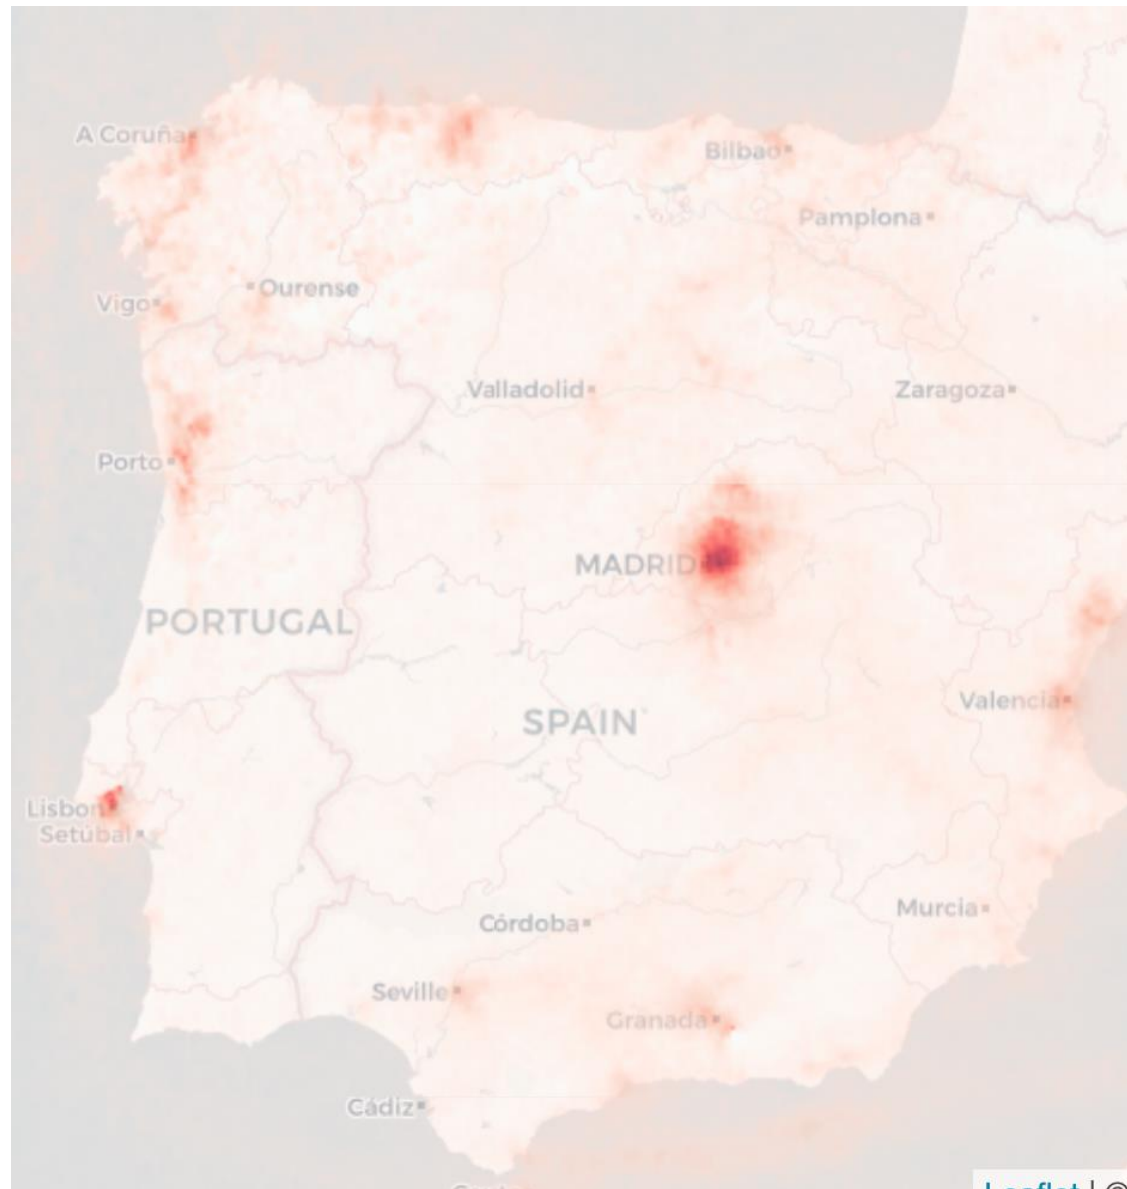 A Coruña
Bilbao
Pamplona
Ourense
Vigo
Valladolid
Zaragoza
Porto
MADRID
PORTUGAL
Valencia
SPAIN
Lisbon
Setúbal
Murcia
Córdoba
Seville
Granada
Cádiz
| ©